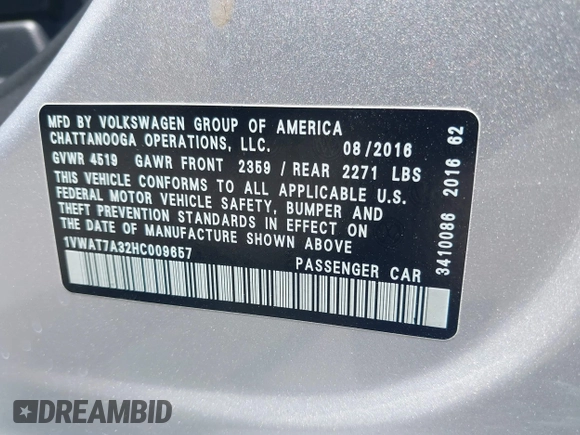 MFD BY VOLKSWAGEN GROUP OF AMERICA
CHATTANOOGA OPERATIONS, LLC. 08/2016
GVWR 4519 GAWR FRONT 2359 / REAR 2271 LBS
THIS VEHICLE CONFORMS TO ALL APPLICABLE U.S.
FEDERAL MOTOR VEHICLE SAFETY, BUMPER AND
THEFT PREVENTION STANDARDS IN EFFECT ON
THE DATE OF MANUFACTURE SHOWN ABOVE
1VWAT7A32HC009657
PASSENGER CAR
3410086 2016 62
DREAMBID